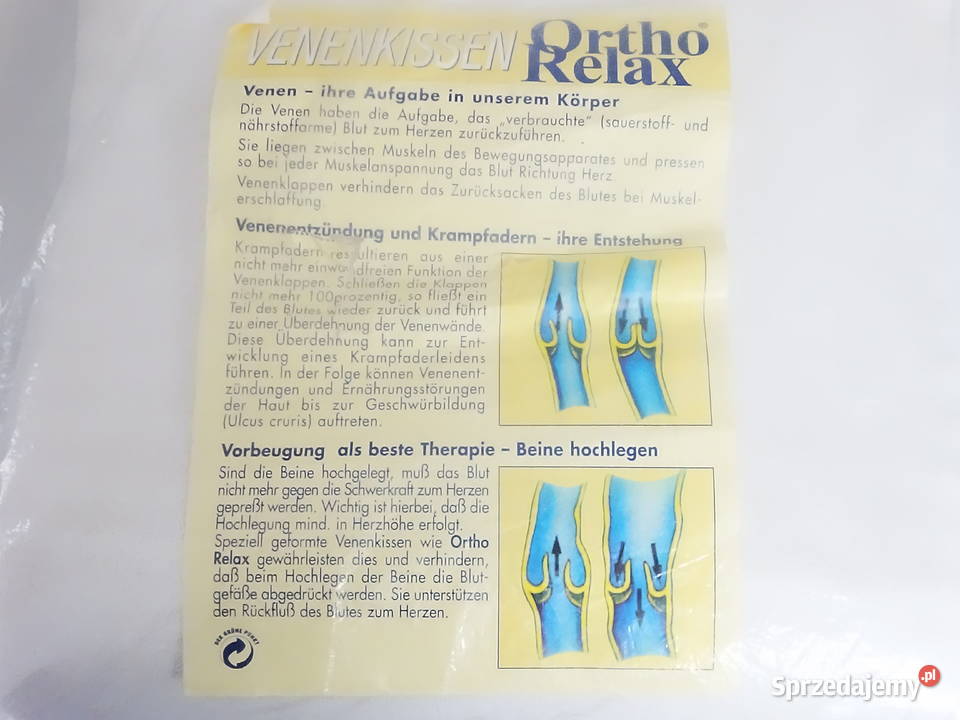 VENENKISSEN Ortho Relax®
Venen – ihre Aufgabe in unserem Körper
Die Venen haben die Aufgabe, das „verbrauchte“ (sauerstoff- und
nährstoffarme) Blut zum Herzen zurückzuführen.
Sie liegen zwischen Muskeln des Bewegungsapparates und pressen
so bei jeder Muskelanspannung das Blut Richtung Herz.
Venenklappen verhindern das Zurücksacken des Blutes bei Muskel-
erschlaffung.
Venenentzündung und Krampfadern – ihre Entstehung
Krampfadern resultieren aus einer
nicht mehr einwandfreien Funktion der
Venenklappen. Schließen die Klappen
nicht mehr 100prozentig, so fließt ein
Teil des Blutes wieder zurück und führt
zu einer Überdehnung der Venenwände.
Diese Überdehnung kann zur Ent-
wicklung eines Krampfaderleidens
führen. In der Folge können Venenent-
zündungen und Ernährungsstörungen
der Haut bis zur Geschwürbildung
(Ulcus cruris) auftreten.
Vorbeugung als beste Therapie – Beine hochlegen
Sind die Beine hochgelegt, muß das Blut
nicht mehr gegen die Schwerkraft zum Herzen
gepreßt werden. Wichtig ist hierbei, daß die
Hochlegung mind. in Herzhöhe erfolgt.
Speziell geformte Venenkissen wie Ortho
Relax gewährleisten dies und verhindern,
daß beim Hochlegen der Beine die Blut-
gefäße abgedrückt werden. Sie unterstützen
den Rückfluß des Blutes zum Herzen.
DER GRÜNE PUNKT
Sprzedajemy.pl